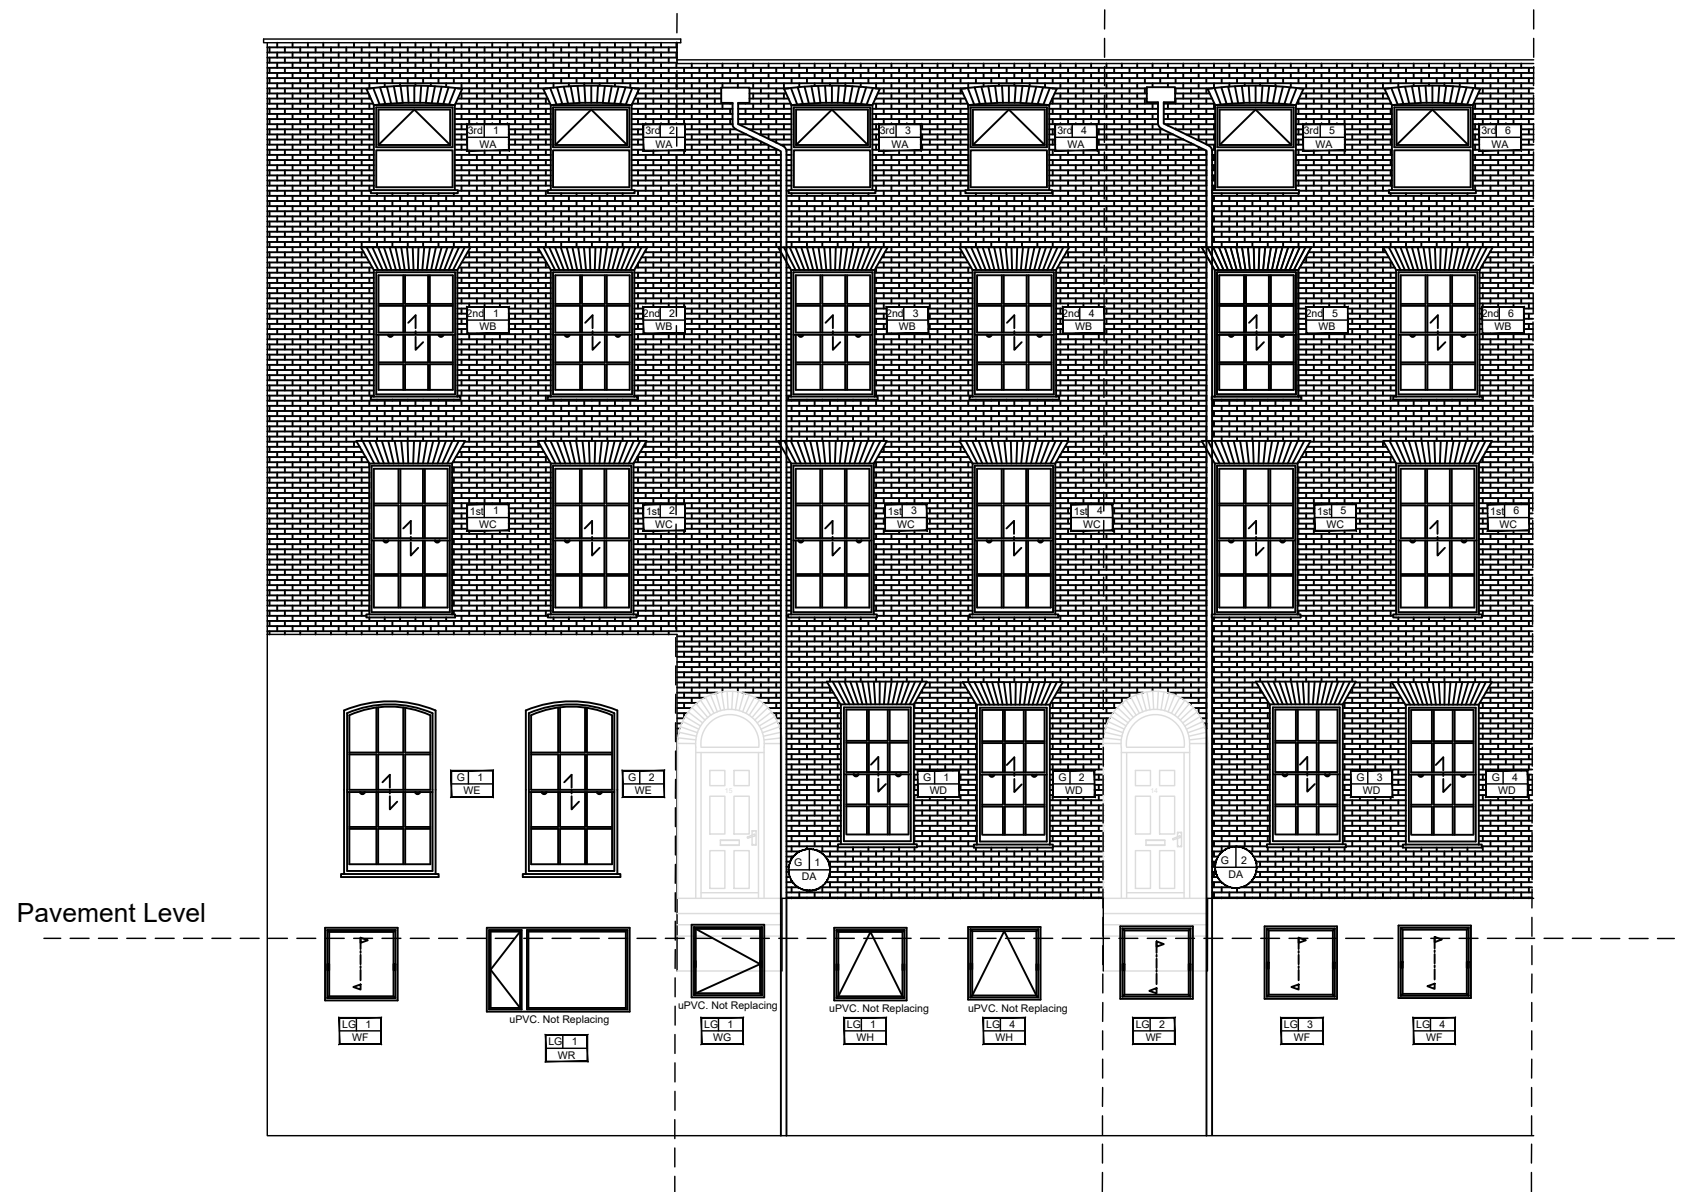 3rd 1
WA
3rd 2
WA
3rd 3
WA
3rd 4
WA
3rd 5
WA
3rd 6
WA
2nd 1
WB
2nd 2
WB
2nd 3
WB
2nd 4
WB
2nd 5
WB
2nd 6
WB
1st 1
WC
1st 2
WC
1st 3
WC
1st 4
WC
1st 5
WC
1st 6
WC
G 1
WE
G 2
WE
G 1
WD
G 2
WD
G 3
WD
G 4
WD
G 1
DA
G 2
DA
Pavement Level
LG 1
WF
uPVC. Not Replacing
LG 1
WR
uPVC. Not Replacing
LG 1
WG
uPVC. Not Replacing
LG 1
WH
uPVC. Not Replacing
LG 4
WH
LG 2
WF
LG 3
WF
LG 4
WF